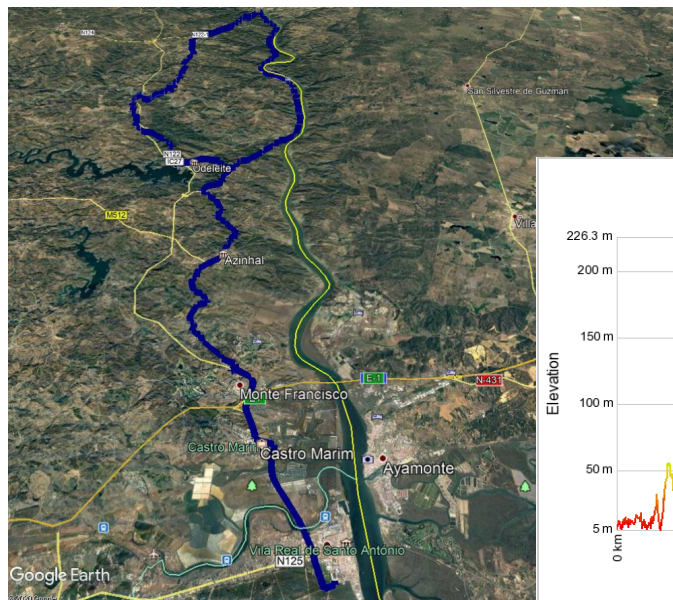 N124
N122-1
San Silvestre de Guzmán
N122
IC27
Odeleite
M512
Villa
Azinhal
E-1
N-431
Monte Francisco
Castro Marim
Castro Marim
Ayamonte
Vila Real de Santo António
N125
Google Earth
226.3 m
200 m
150 m
100 m
50 m
5 m
Elevation
0 km